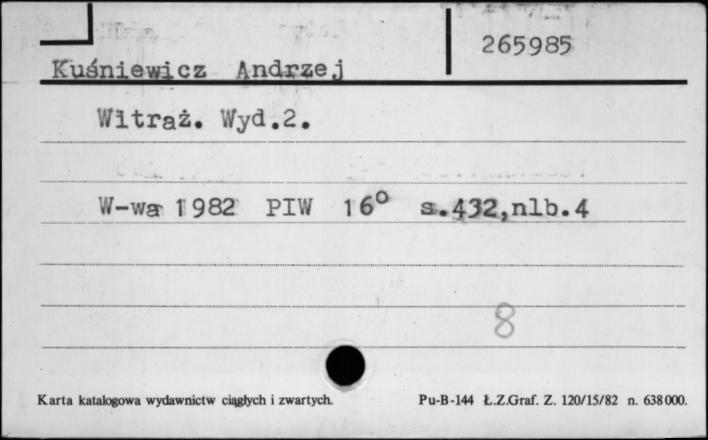 265985
Kuśniewicz Andrzej
Witraż. Wyd.2.
W-wa 1982 PIW 16° s.432,nlb.4
8
Karta katalogowa wydawnictw ciągłych i zwartych. Pu-B-144 Ł.Z.Graf. Z. 120/15/82 n. 638000.